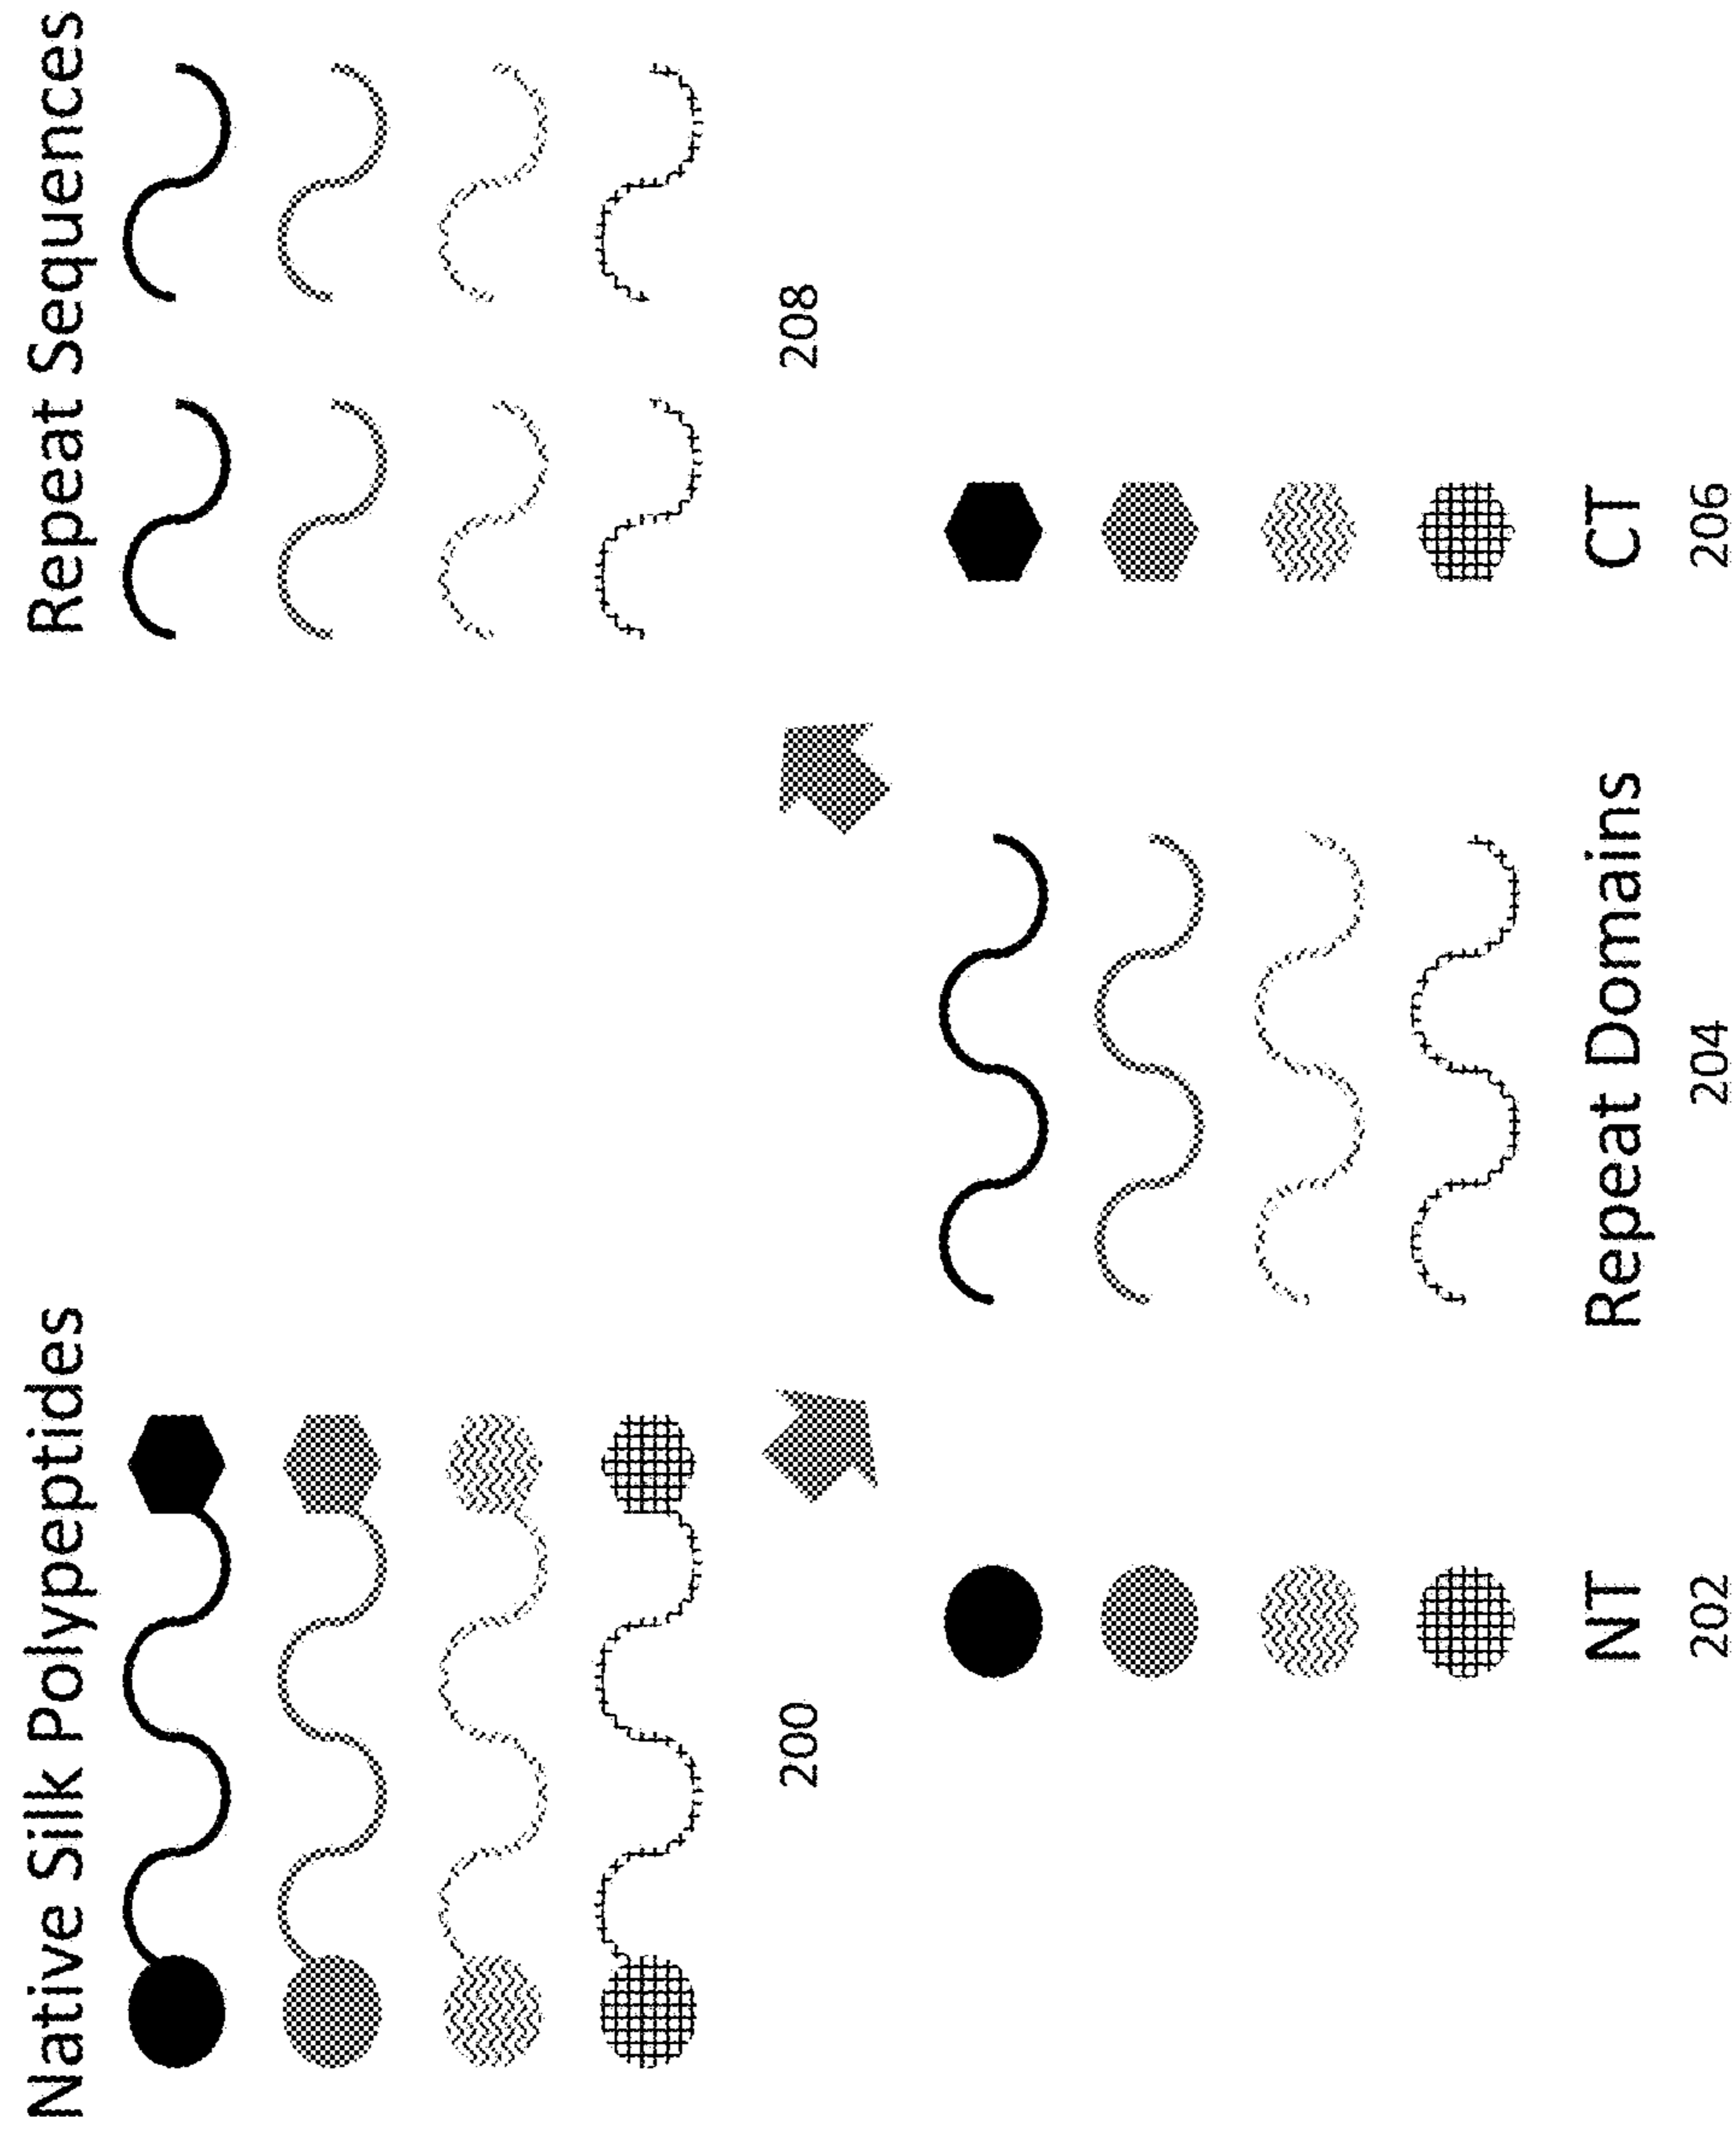 Native Silk Polypeptides
Repeat Sequences
200
208
NT
Repeat Domains
CT
202
204
206